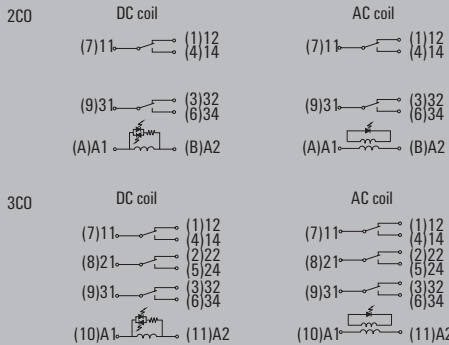 2CO DC coil AC coil
(7)11 (1)12 (7)11 (1)12
(4)14 (4)14
(9)31 (3)32 (9)31 (3)32
(6)34 (6)34
(A)A1 (B)A2 (A)A1 (B)A2
3CO DC coil AC coil
(7)11 (1)12 (7)11 (1)12
(4)14 (4)14
(8)21 (2)22 (8)21 (2)22
(5)24 (5)24
(9)31 (3)32 (9)31 (3)32
(6)34 (6)34
(10)A1 (11)A2 (10)A1 (11)A2